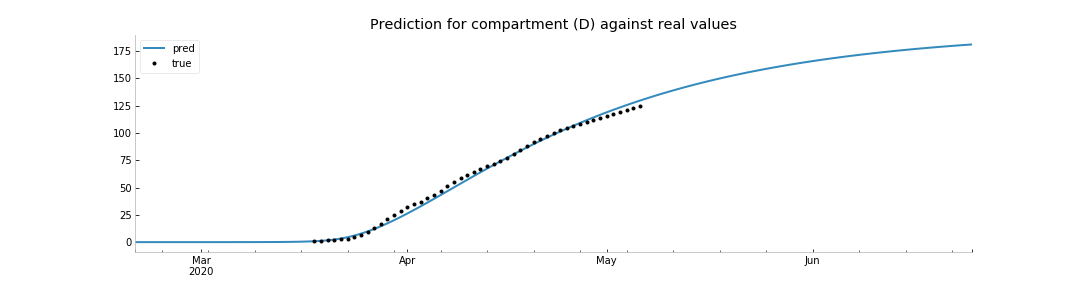 Prediction for compartment (D) against real values
pred
true
175
150
125
100
75
50
25
0
Mar
2020
Apr
May
Jun